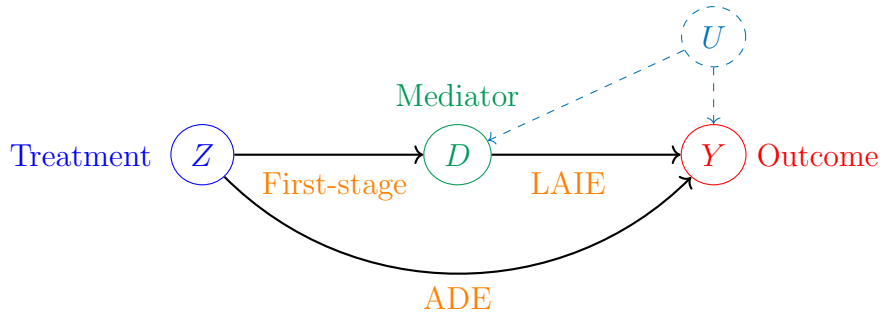 U
Mediator
Treatment Z D Y Outcome
First-stage LAIE
ADE